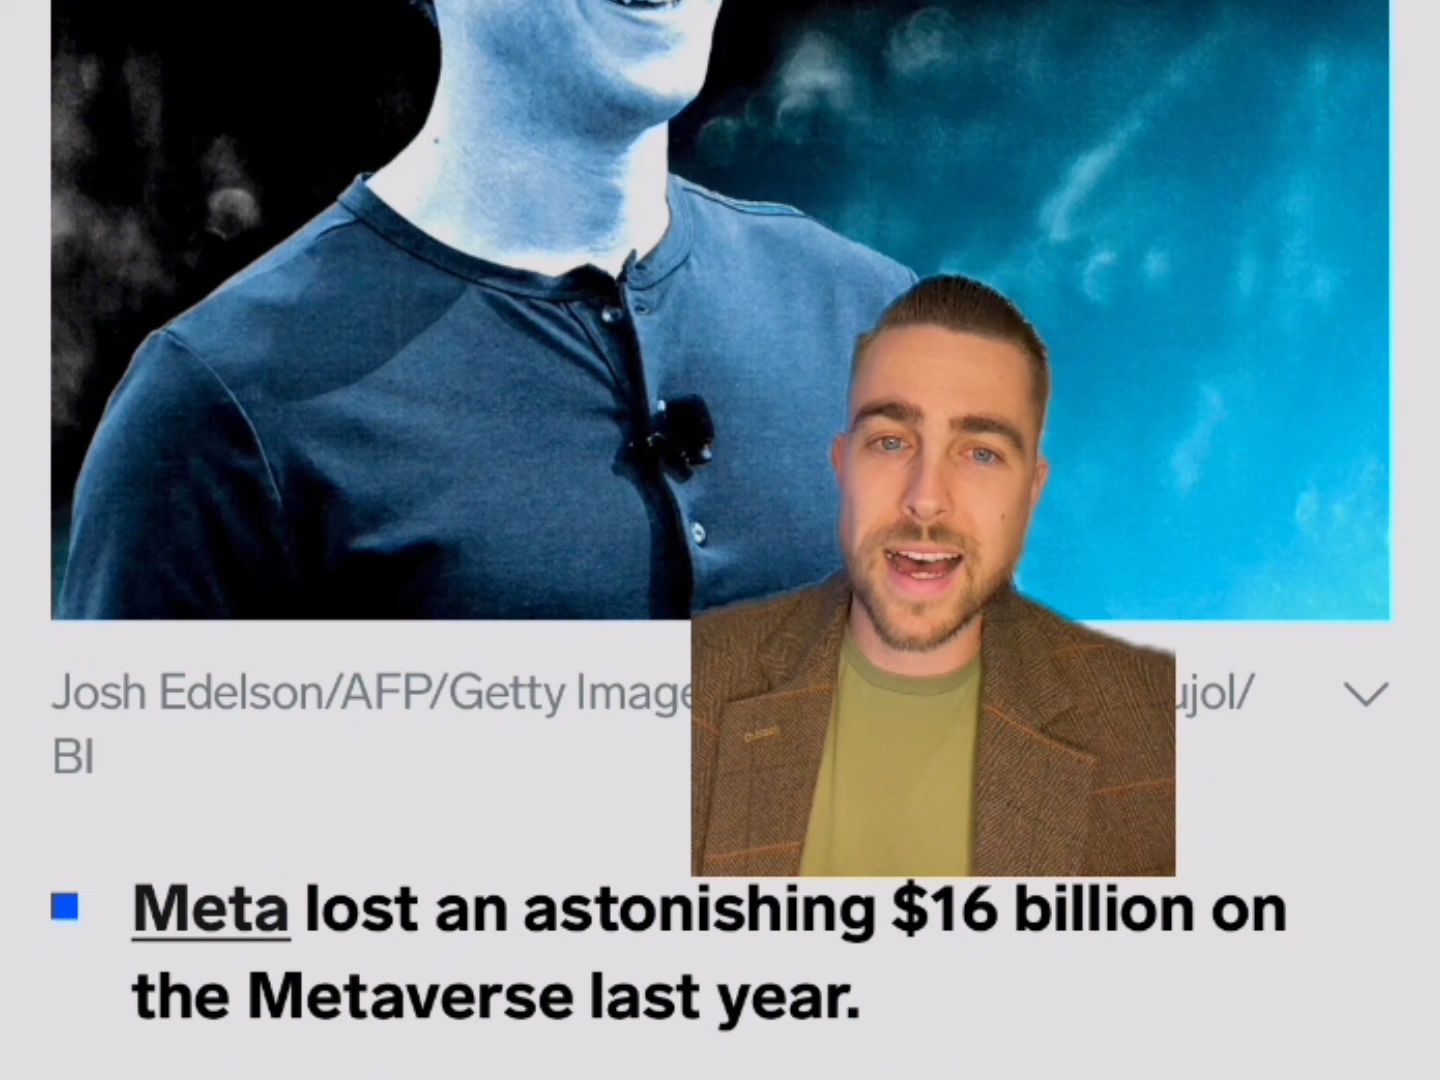 Josh Edelson/AFP/Getty Image ujol/
BI
Meta lost an astonishing $16 billion on
the Metaverse last year.